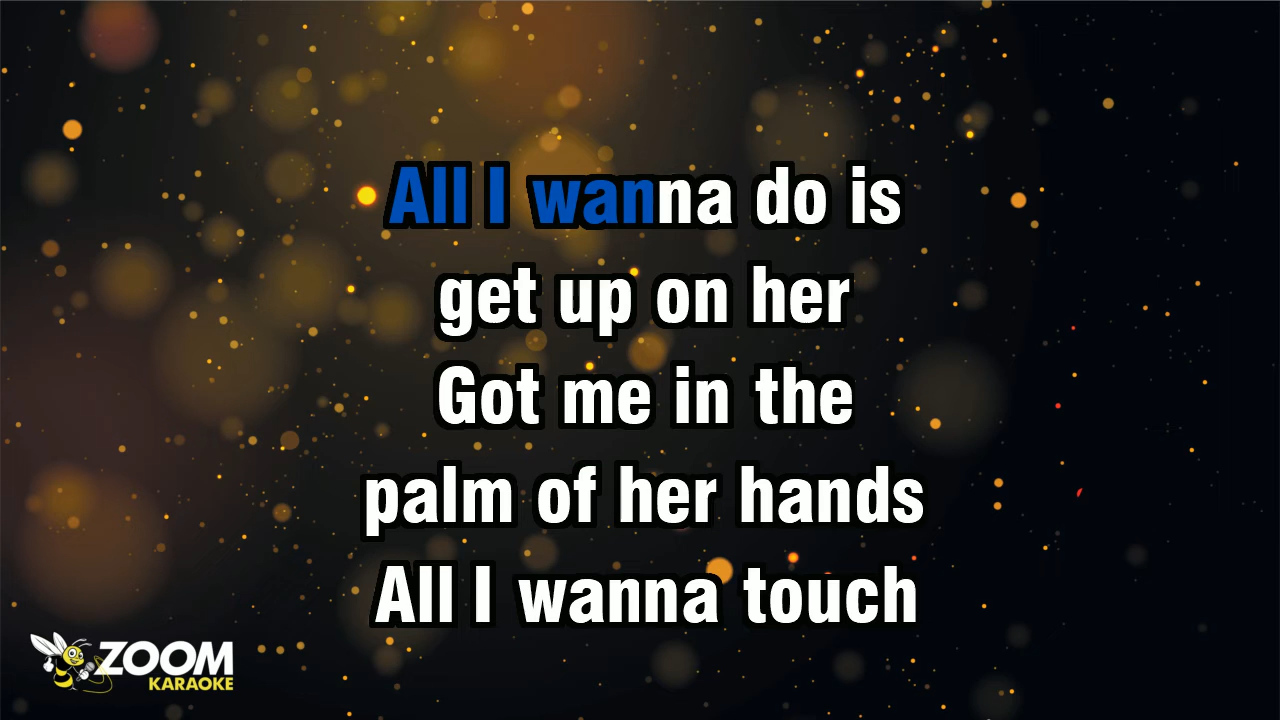 All I wanna do is
get up on her
Got me in the
palm of her hands
All I wanna touch
ZOOM
KARAOKE